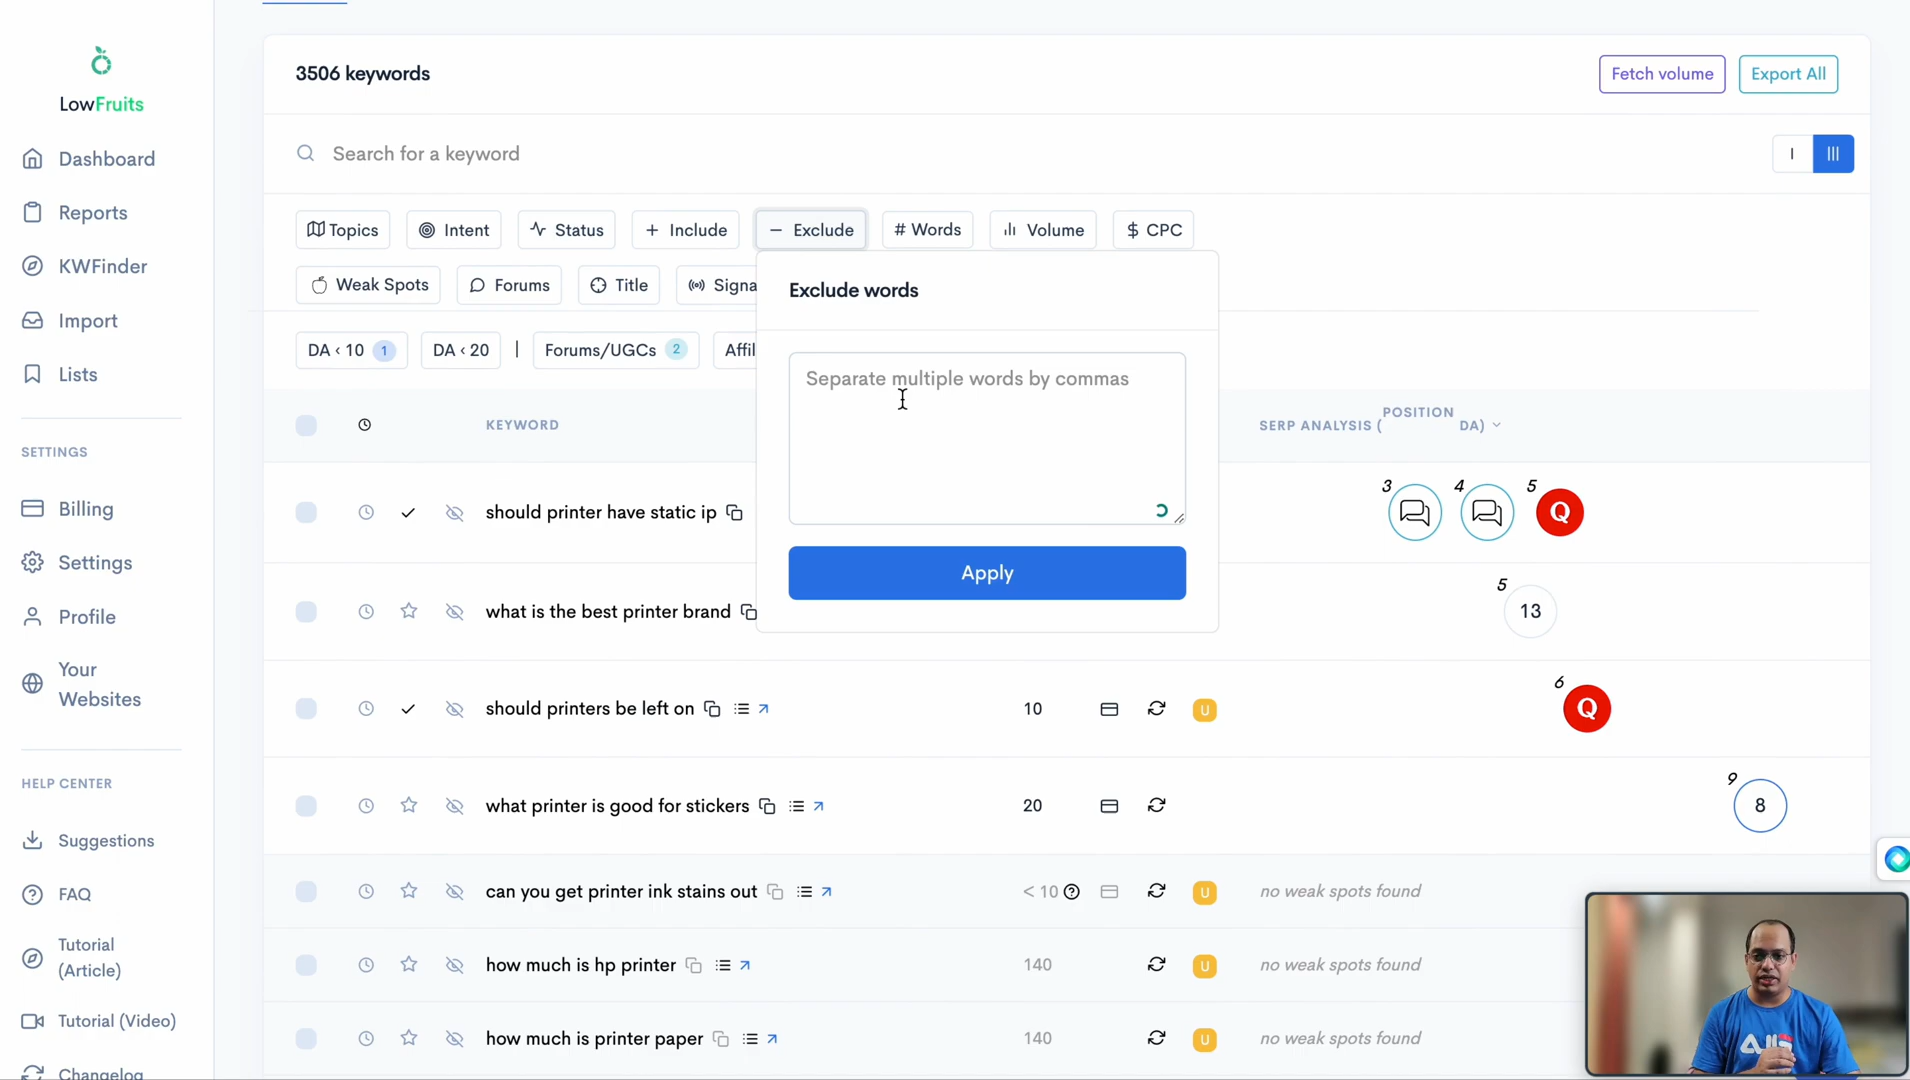 LowFruits
Dashboard
Reports
KWFinder
Import
Lists
SETTINGS
Billing
Settings
Profile
Your
Websites
HELP CENTER
Suggestions
FAQ
Tutorial
(Article)
Tutorial (Video)
Changelog
3506 keywords
Fetch volume
Export All
Search for a keyword
Topics
Intent
Status
+ Include
− Exclude
# Words
Volume
$ CPC
Weak Spots
Forums
Title
Signa
DA < 10 1
DA < 20
|
Forums/UGCs 2
Affil
Exclude words
Separate multiple words by commas
Apply
KEYWORD
SERP ANALYSIS (
POSITION
DA)
should printer have static ip
3
4
5
Q
what is the best printer brand
5
13
should printers be left on
10
U
6
Q
what printer is good for stickers
20
9
8
can you get printer ink stains out
< 10
U
no weak spots found
how much is hp printer
140
U
no weak spots found
how much is printer paper
140
U
no weak spots found